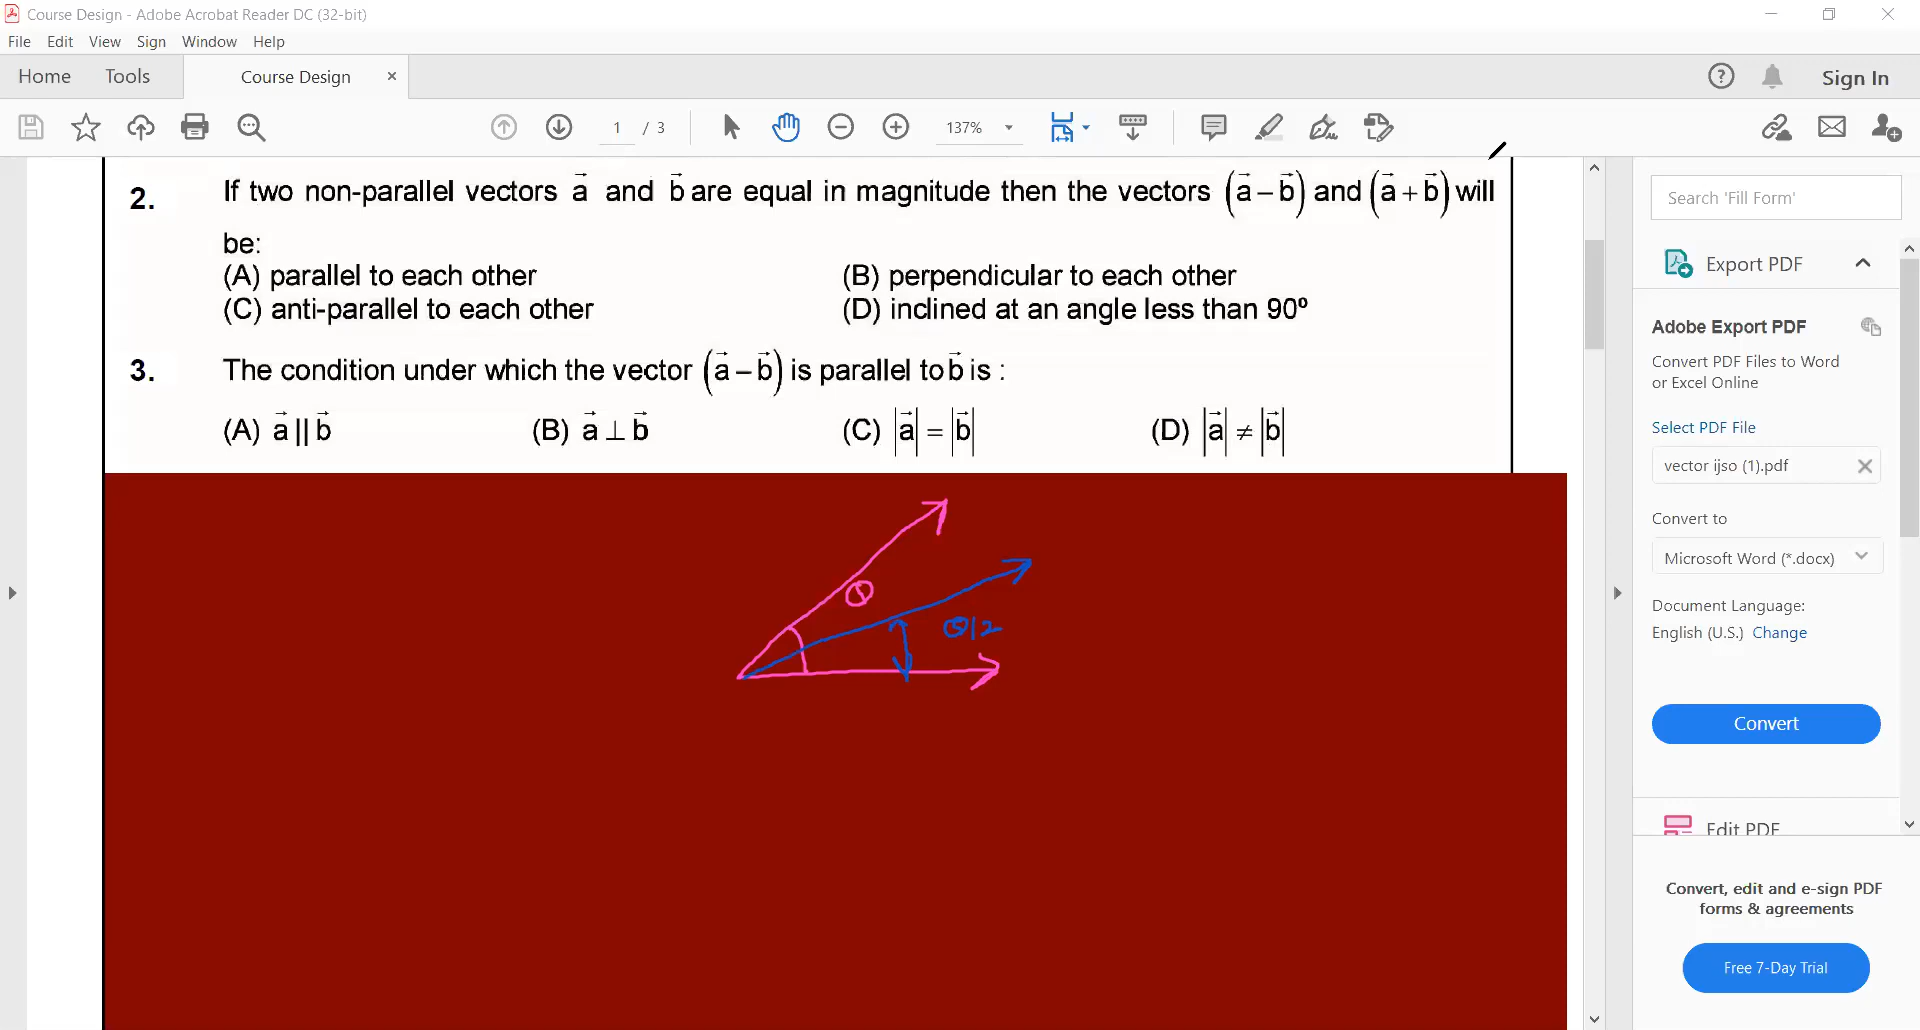 Course Design - Adobe Acrobat Reader DC (32-bit)
File Edit View Sign Window Help
Home Tools Course Design × ? Sign In
1 / 3 137%
2. If two non-parallel vectors a⃗ and b⃗ are equal in magnitude then the vectors (a⃗ – b⃗) and (a⃗ + b⃗) will
be:
(A) parallel to each other (B) perpendicular to each other
(C) anti-parallel to each other (D) inclined at an angle less than 90º
3. The condition under which the vector (a⃗ – b⃗) is parallel to b⃗ is :
(A) a⃗ || b⃗ (B) a⃗ ⊥ b⃗ (C) |a⃗| = |b⃗| (D) |a⃗| ≠ |b⃗|
θ
θ/2
Search 'Fill Form'
Export PDF
Adobe Export PDF
Convert PDF Files to Word
or Excel Online
Select PDF File
vector ijso (1).pdf
Convert to
Microsoft Word (*.docx)
Document Language:
English (U.S.) Change
Convert
Edit PDF
Convert, edit and e-sign PDF
forms & agreements
Free 7-Day Trial